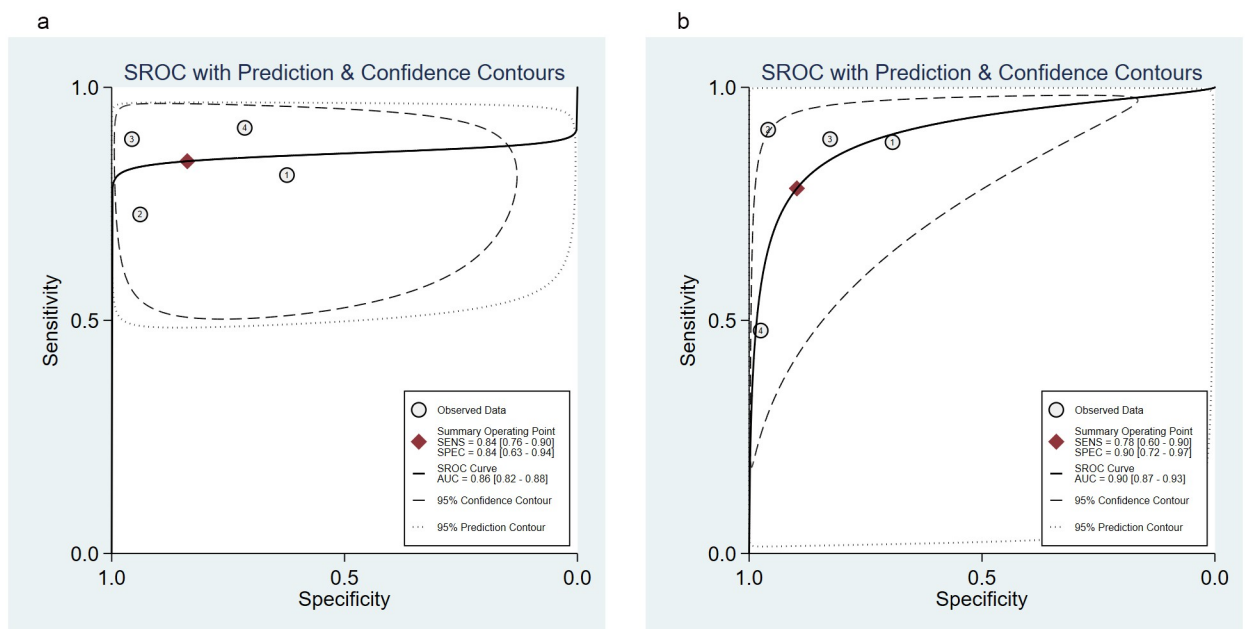 a
SROC with Prediction & Confidence Contours
1.0
0.5
0.0
Sensitivity
3
4
1
2
Observed Data
Summary Operating Point
SENS = 0.84 [0.76 - 0.90]
SPEC = 0.84 [0.63 - 0.94]
SROC Curve
AUC = 0.86 [0.82 - 0.88]
95% Confidence Contour
95% Prediction Contour
1.0 0.5 0.0
Specificity
b
SROC with Prediction & Confidence Contours
1.0
0.5
0.0
Sensitivity
2
3
1
4
Observed Data
Summary Operating Point
SENS = 0.78 [0.60 - 0.90]
SPEC = 0.90 [0.72 - 0.97]
SROC Curve
AUC = 0.90 [0.87 - 0.93]
95% Confidence Contour
95% Prediction Contour
1.0 0.5 0.0
Specificity